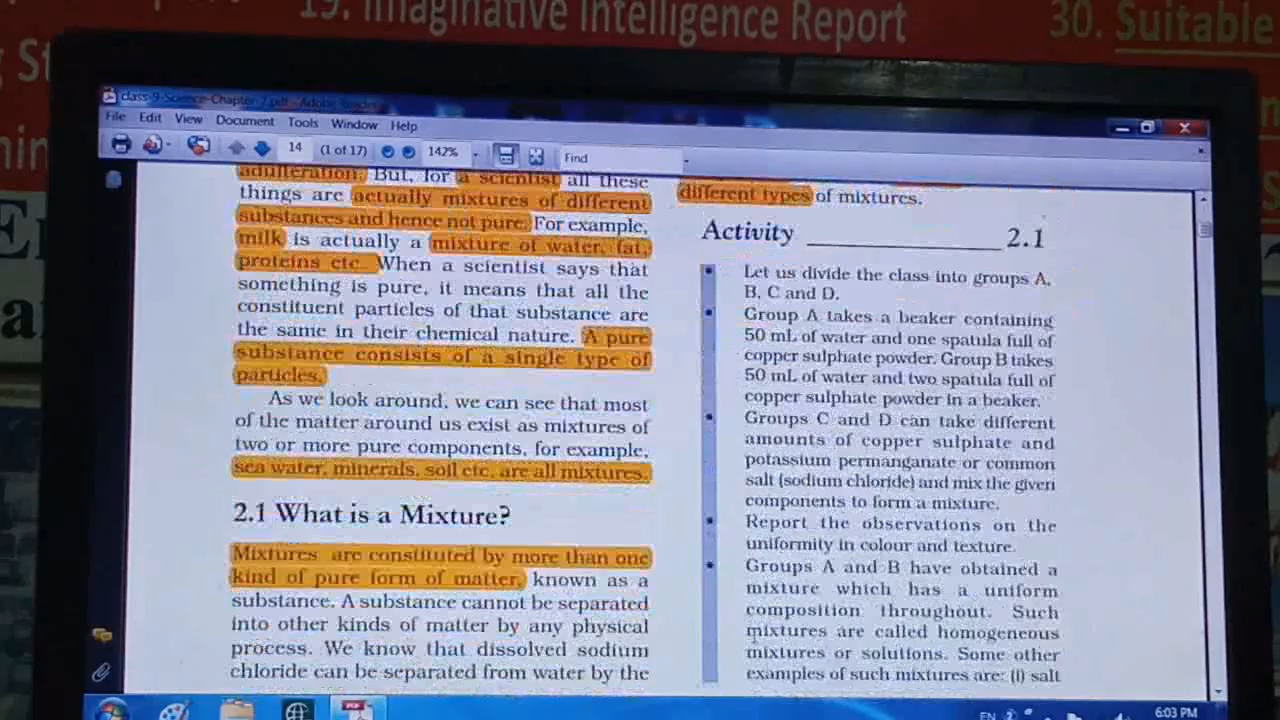 19. Imaginative Intelligence Report
30. Suitable
class-9-Science-Chapter-2.pdf - Adobe Reader
File Edit View Document Tools Window Help
14 (1 of 17) 142% Find
adulteration. But, for a scientist all these
things are actually mixtures of different
substances and hence not pure. For example,
milk is actually a mixture of water, fat,
proteins etc. When a scientist says that
something is pure, it means that all the
constituent particles of that substance are
the same in their chemical nature. A pure
substance consists of a single type of
particles.
As we look around, we can see that most
of the matter around us exist as mixtures of
two or more pure components, for example,
sea water, minerals, soil etc. are all mixtures.
2.1 What is a Mixture?
Mixtures are constituted by more than one
kind of pure form of matter, known as a
substance. A substance cannot be separated
into other kinds of matter by any physical
process. We know that dissolved sodium
chloride can be separated from water by the
different types of mixtures.
Activity ______________ 2.1
• Let us divide the class into groups A,
B, C and D.
• Group A takes a beaker containing
50 mL of water and one spatula full of
copper sulphate powder. Group B takes
50 mL of water and two spatula full of
copper sulphate powder in a beaker.
• Groups C and D can take different
amounts of copper sulphate and
potassium permanganate or common
salt (sodium chloride) and mix the given
components to form a mixture.
• Report the observations on the
uniformity in colour and texture.
• Groups A and B have obtained a
mixture which has a uniform
composition throughout. Such
mixtures are called homogeneous
mixtures or solutions. Some other
examples of such mixtures are: (i) salt
EN
6:03 PM